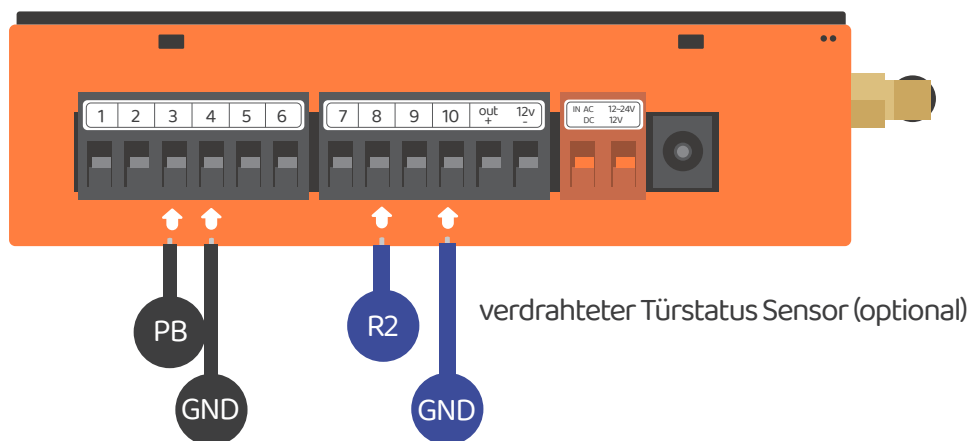 1 2 3 4 5 6
7 8 9 10 out + 12v -
IN AC 12-24V
DC 12V
PB
GND
R2
GND
verdrahteter Türstatus Sensor (optional)